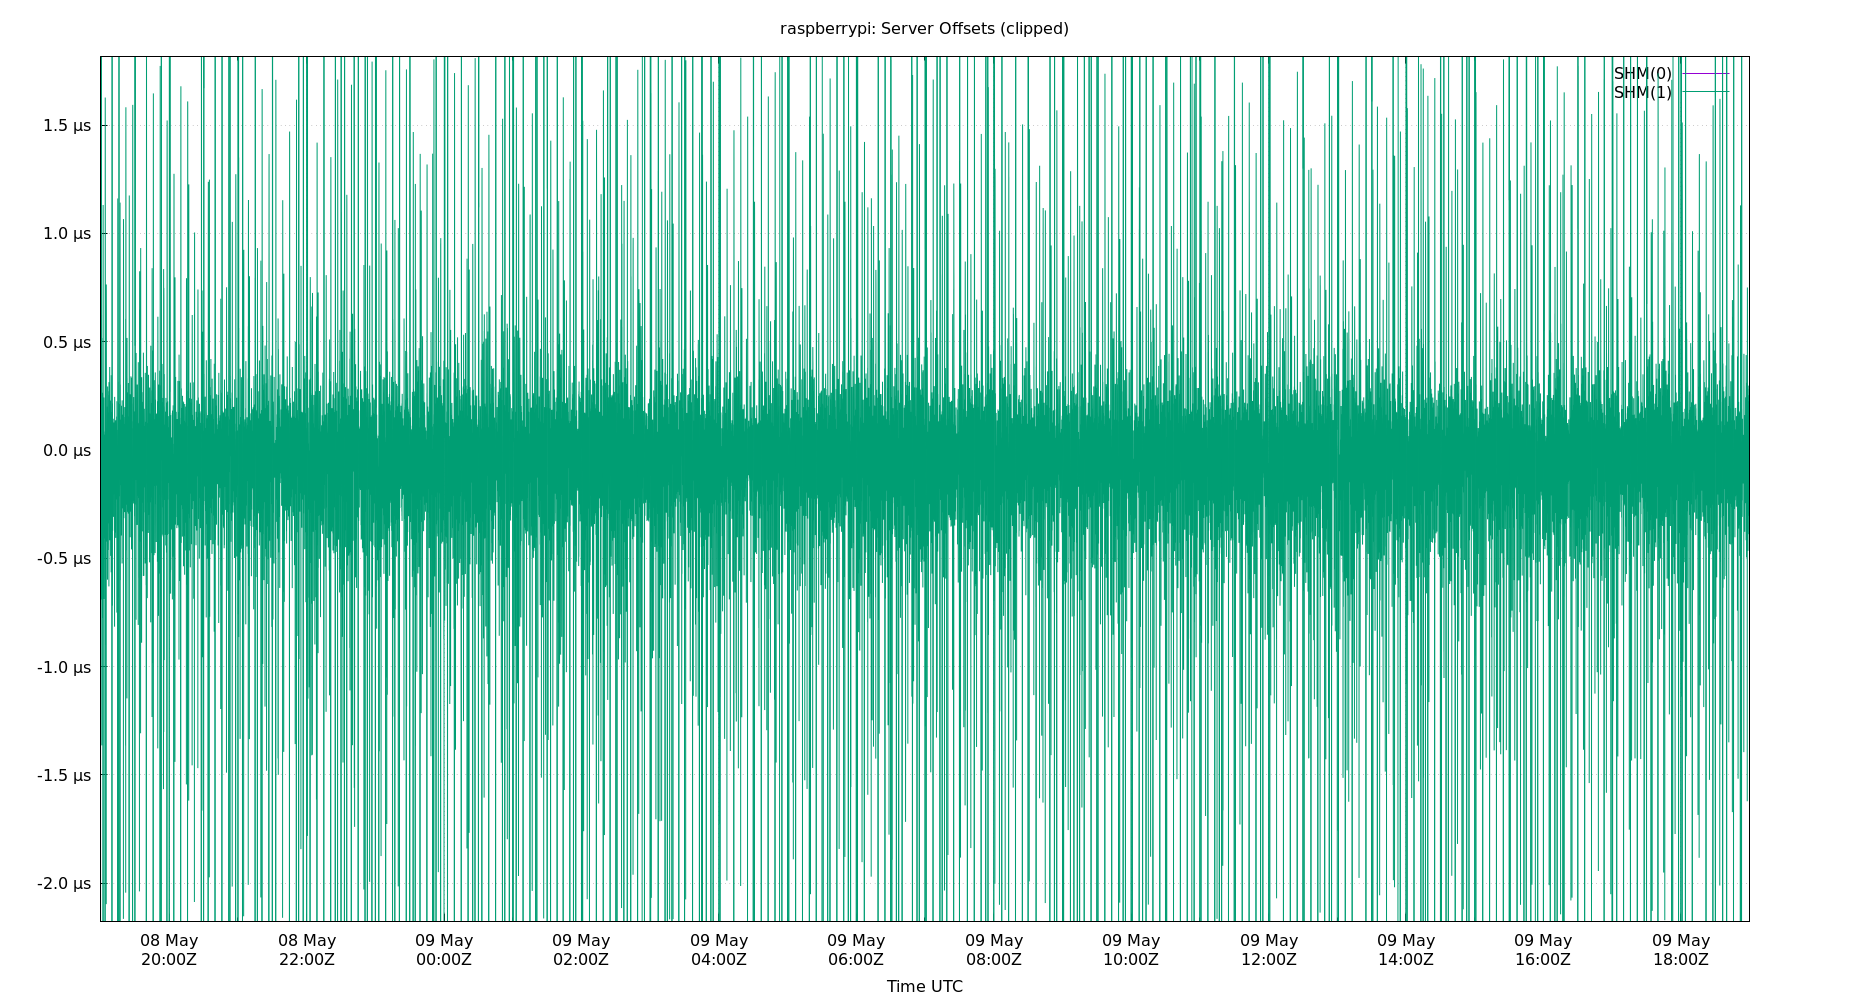 raspberrypi: Server Offsets (clipped)
SHM(0)
SHM(1)
1.5 µs
1.0 µs
0.5 µs
0.0 µs
-0.5 µs
-1.0 µs
-1.5 µs
-2.0 µs
08 May 08 May 09 May 09 May 09 May 09 May 09 May 09 May 09 May 09 May 09 May 09 May
20:00Z 22:00Z 00:00Z 02:00Z 04:00Z 06:00Z 08:00Z 10:00Z 12:00Z 14:00Z 16:00Z 18:00Z
Time UTC